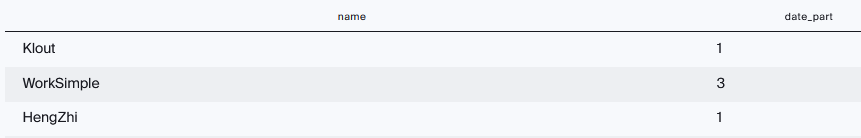 name date_part
Klout 1
WorkSimple 3
HengZhi 1